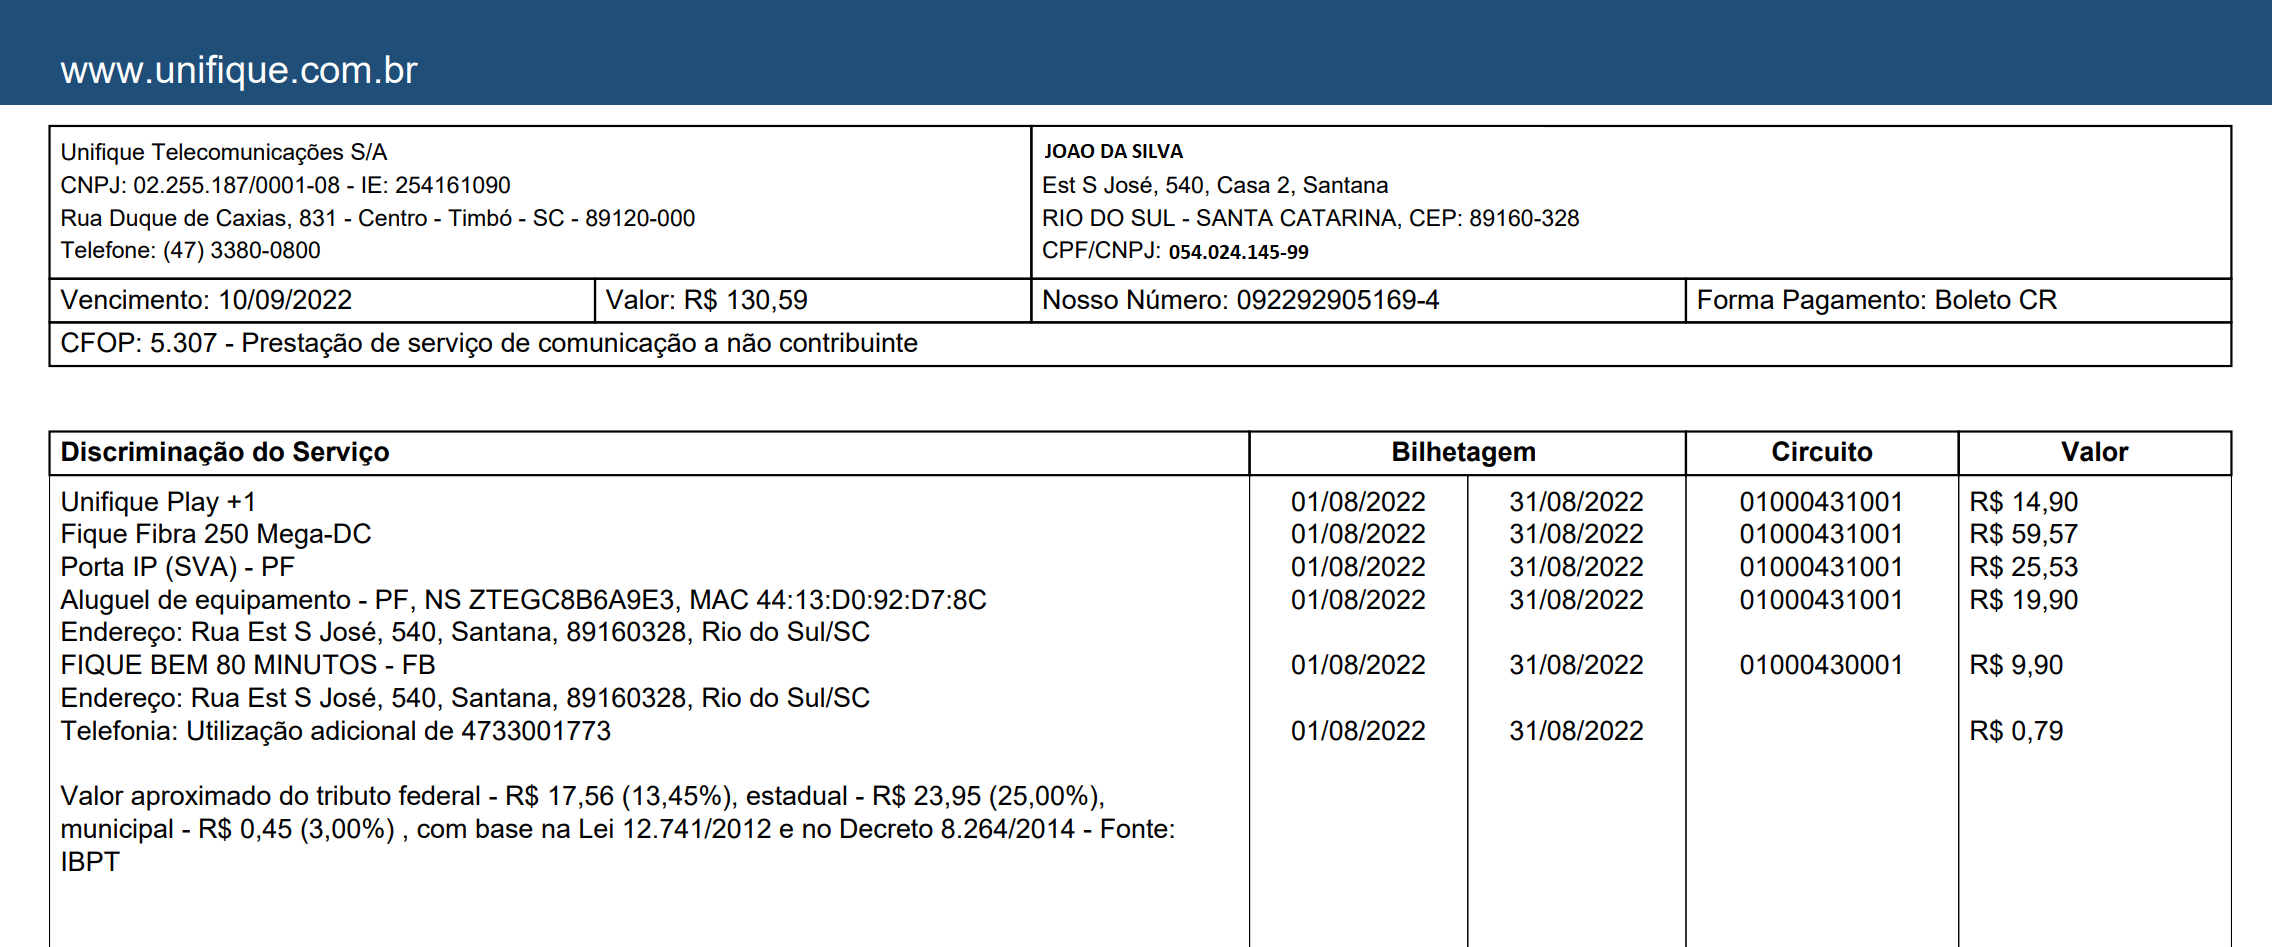 www.unifique.com.br
Unifique Telecomunicações S/A
CNPJ: 02.255.187/0001-08 - IE: 254161090
Rua Duque de Caxias, 831 - Centro - Timbó - SC - 89120-000
Telefone: (47) 3380-0800
JOAO DA SILVA
Est S José, 540, Casa 2, Santana
RIO DO SUL - SANTA CATARINA, CEP: 89160-328
CPF/CNPJ: 054.024.145-99
Vencimento: 10/09/2022 Valor: R$ 130,59 Nosso Número: 092292905169-4 Forma Pagamento: Boleto CR
CFOP: 5.307 - Prestação de serviço de comunicação a não contribuinte
Discriminação do Serviço Bilhetagem Circuito Valor
Unifique Play +1 01/08/2022 31/08/2022 01000431001 R$ 14,90
Fique Fibra 250 Mega-DC 01/08/2022 31/08/2022 01000431001 R$ 59,57
Porta IP (SVA) - PF 01/08/2022 31/08/2022 01000431001 R$ 25,53
Aluguel de equipamento - PF, NS ZTEGC8B6A9E3, MAC 44:13:D0:92:D7:8C 01/08/2022 31/08/2022 01000431001 R$ 19,90
Endereço: Rua Est S José, 540, Santana, 89160328, Rio do Sul/SC
FIQUE BEM 80 MINUTOS - FB 01/08/2022 31/08/2022 01000430001 R$ 9,90
Endereço: Rua Est S José, 540, Santana, 89160328, Rio do Sul/SC
Telefonia: Utilização adicional de 4733001773 01/08/2022 31/08/2022 R$ 0,79
Valor aproximado do tributo federal - R$ 17,56 (13,45%), estadual - R$ 23,95 (25,00%),
municipal - R$ 0,45 (3,00%) , com base na Lei 12.741/2012 e no Decreto 8.264/2014 - Fonte:
IBPT